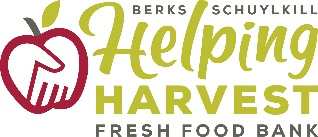 BERKS SCHUYLKILL
Helping
HARVEST
FRESH FOOD BANK